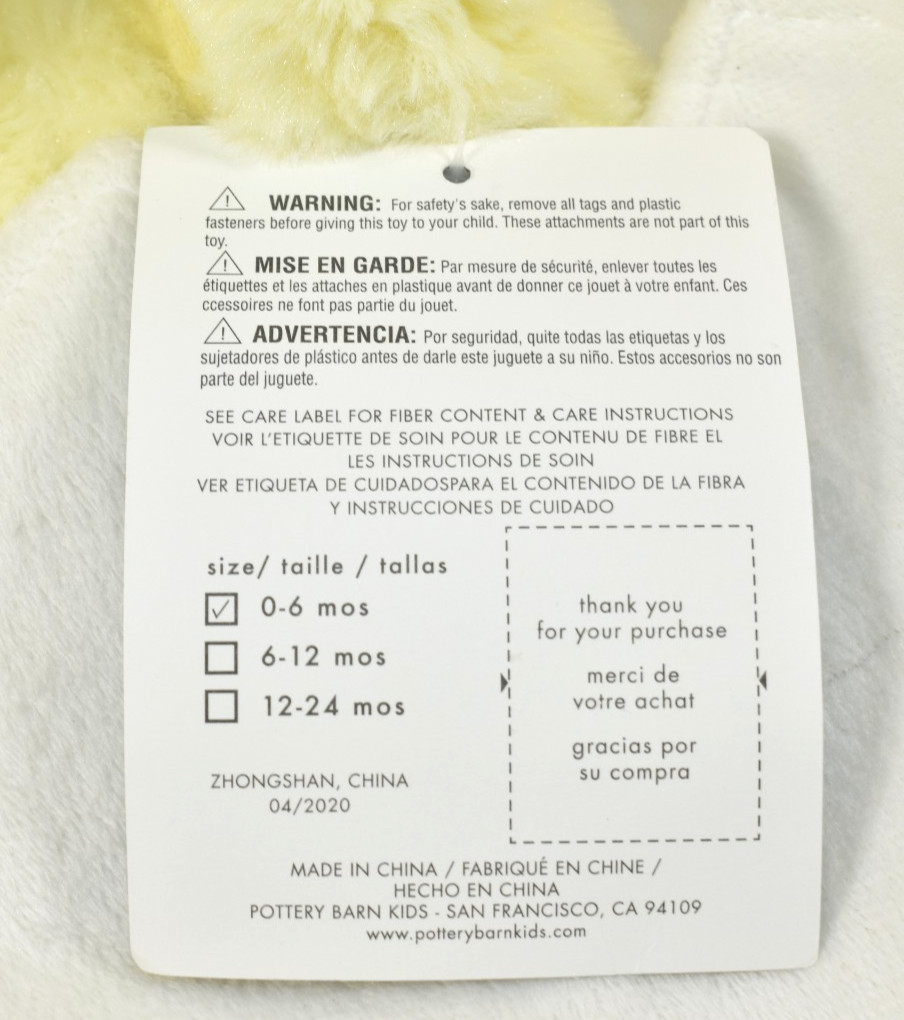 WARNING: For safety's sake, remove all tags and plastic
fasteners before giving this toy to your child. These attachments are not part of this
toy.
MISE EN GARDE: Par mesure de sécurité, enlever toutes les
étiquettes et les attaches en plastique avant de donner ce jouet à votre enfant. Ces
ccessoires ne font pas partie du jouet.
ADVERTENCIA: Por seguridad, quite todas las etiquetas y los
sujetadores de plástico antes de darle este juguete a su niño. Estos accesorios no son
parte del juguete.
SEE CARE LABEL FOR FIBER CONTENT & CARE INSTRUCTIONS
VOIR L'ETIQUETTE DE SOIN POUR LE CONTENU DE FIBRE EL
LES INSTRUCTIONS DE SOIN
VER ETIQUETA DE CUIDADOSPARA EL CONTENIDO DE LA FIBRA
Y INSTRUCCIONES DE CUIDADO
size/ taille / tallas
0-6 mos
6-12 mos
12-24 mos
ZHONGSHAN, CHINA
04/2020
thank you
for your purchase
merci de
votre achat
gracias por
su compra
MADE IN CHINA / FABRIQUÉ EN CHINE /
HECHO EN CHINA
POTTERY BARN KIDS - SAN FRANCISCO, CA 94109
www.potterybarnkids.com